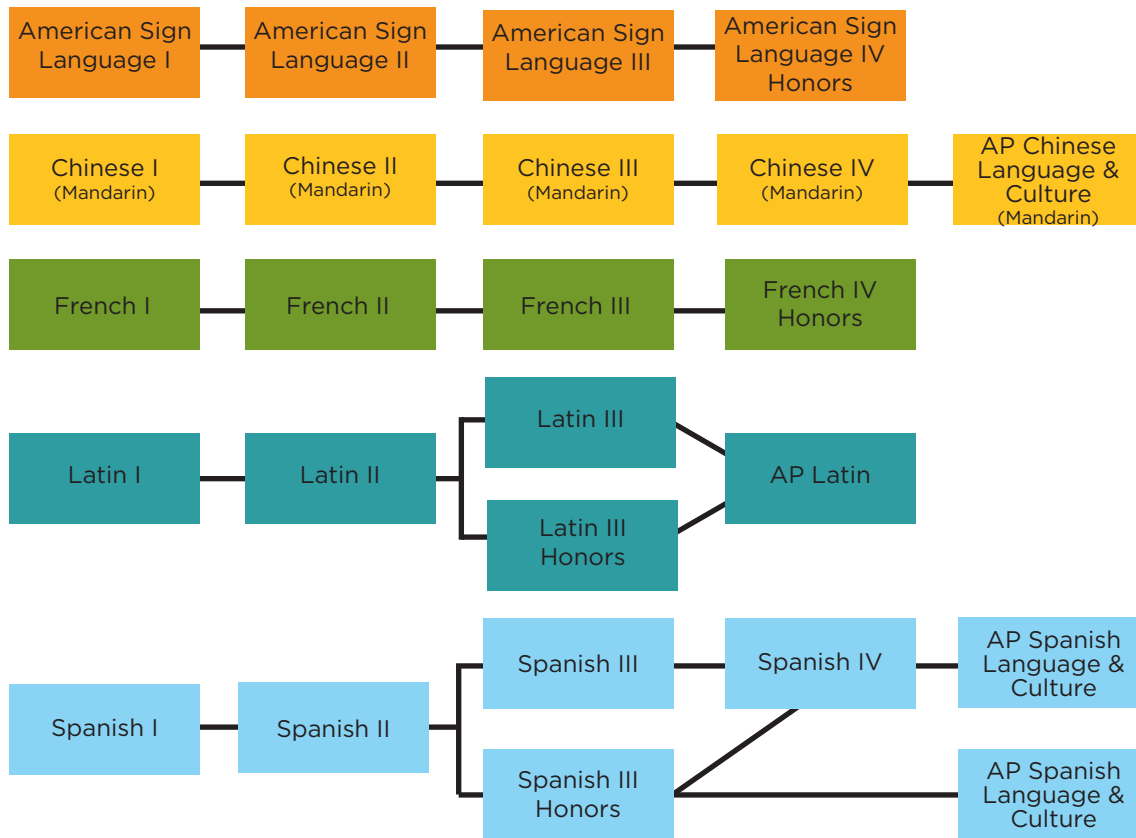 American Sign
Language I
American Sign
Language II
American Sign
Language III
American Sign
Language IV
Honors
Chinese I
(Mandarin)
Chinese II
(Mandarin)
Chinese III
(Mandarin)
Chinese IV
(Mandarin)
AP Chinese
Language &
Culture
(Mandarin)
French I
French II
French III
French IV
Honors
Latin I
Latin II
Latin III
Latin III
Honors
AP Latin
Spanish I
Spanish II
Spanish III
Spanish IV
AP Spanish
Language &
Culture
Spanish III
Honors
AP Spanish
Language &
Culture